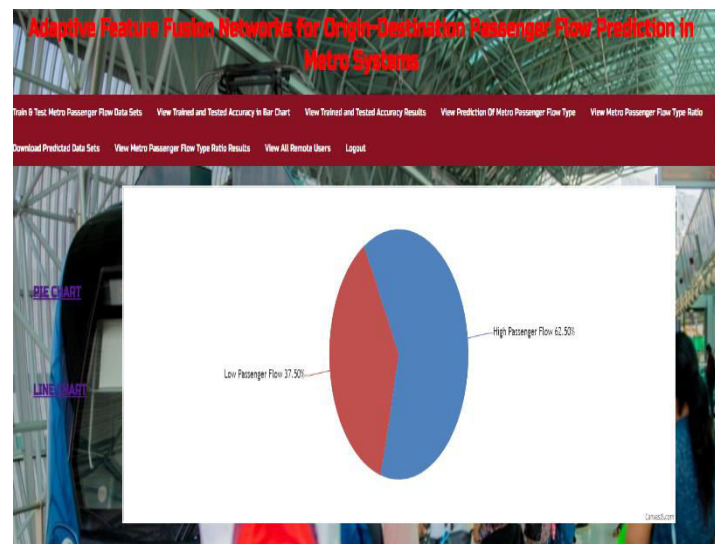 Adaptive Feature Fusion Networks for Origin-Destination Passenger Flow Prediction in
Metro Systems
Train & Test Metro Passenger Flow Data Sets View Trained and Tested Accuracy in Bar Chart View Trained and Tested Accuracy Results View Prediction Of Metro Passenger Flow Type View Metro Passenger Flow Type Ratio
Download Predicted Data Sets View Metro Passenger Flow Type Ratio Results View All Remote Users Logout
PIE CHART
High Passenger Flow 62.50%
Low Passenger Flow 37.50%
LINE CHART
CanvasJS.com